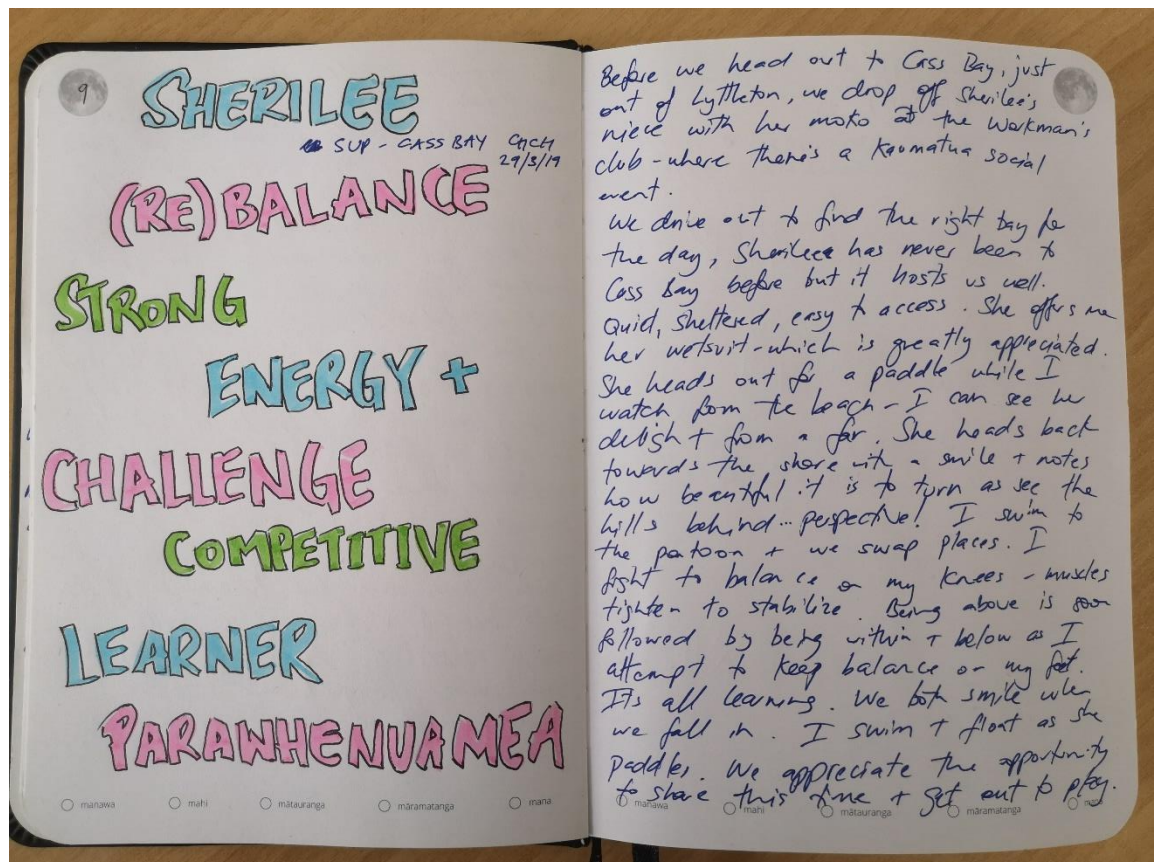 9
SHERILEE
SUP - CASS BAY CHCH
29/3/19
(RE)BALANCE
STRONG
ENERGY +
CHALLENGE
COMPETITIVE
LEARNER
PARAWHENUAMEA
manawa mahi mātauranga māramatanga mana
Before we head out to Cass Bay, just
out of Lyttleton, we drop off Sherilee's
niece with her moko at the Workman's
club - where there's a Kaumatua social
event.
We drive out to find the right bay for
the day, Sherilee has never been to
Cass Bay before but it hosts us well.
Quid, sheltered, easy to access. She offers me
her wetsuit - which is greatly appreciated.
She heads out for a paddle while I
watch from the beach - I can see her
delight from a far. She heads back
towards the shore with a smile + notes
how beautiful it is to turn as see the
hills behind... perspective! I swim to
the pontoon + we swap places. I
fight to balance on my knees - muscles
tighten to stabilize. Being above is soon
followed by being within + below as I
attempt to keep balance on my feet.
It's all learning. We both smile when
we fall in. I swim + float as she
paddles. We appreciate the opportunity
to share this time + get out to play.
manawa mahi mātauranga māramatanga